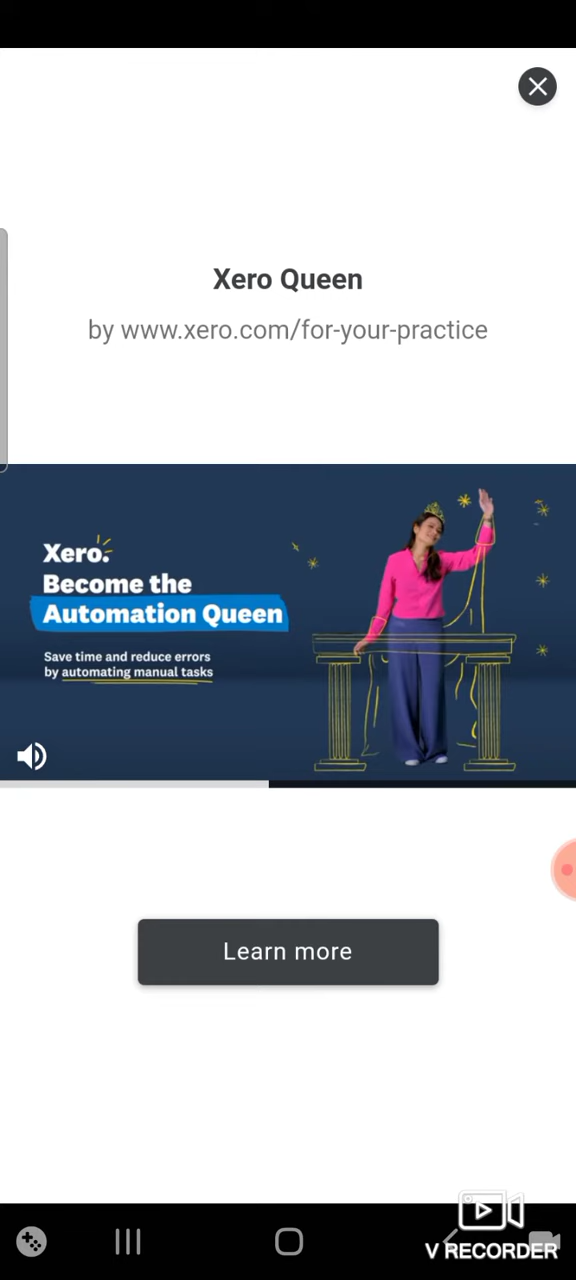 Xero Queen
by www.xero.com/for-your-practice
Xero.
Become the
Automation Queen
Save time and reduce errors
by automating manual tasks
Learn more
V RECORDER